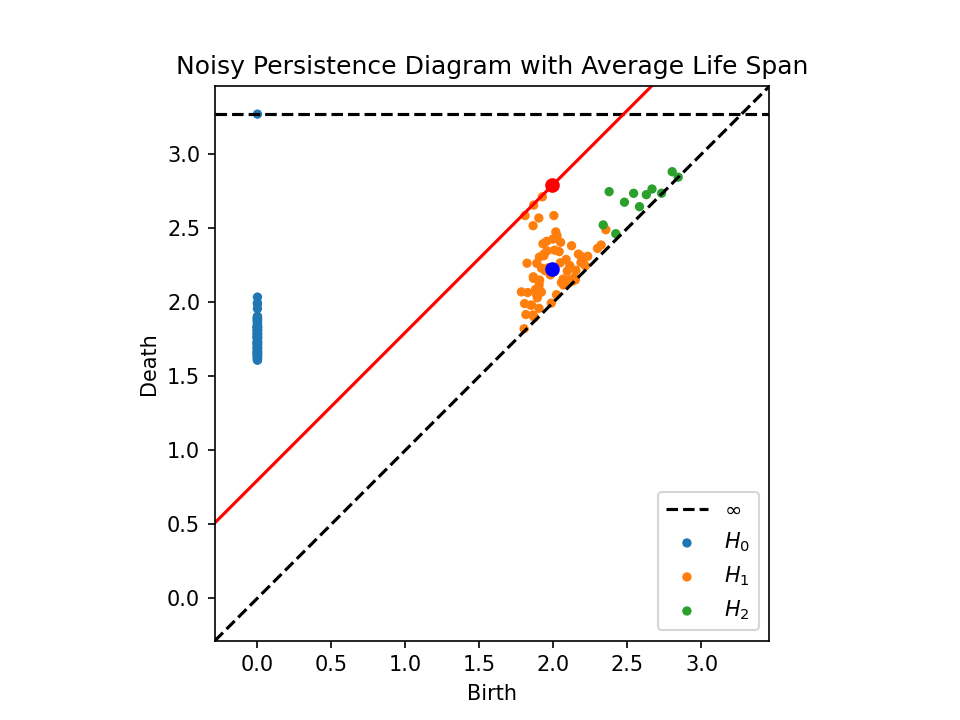 Noisy Persistence Diagram with Average Life Span
Death
3.0
2.5
2.0
1.5
1.0
0.5
0.0
0.0 0.5 1.0 1.5 2.0 2.5 3.0
Birth
∞
H₀
H₁
H₂